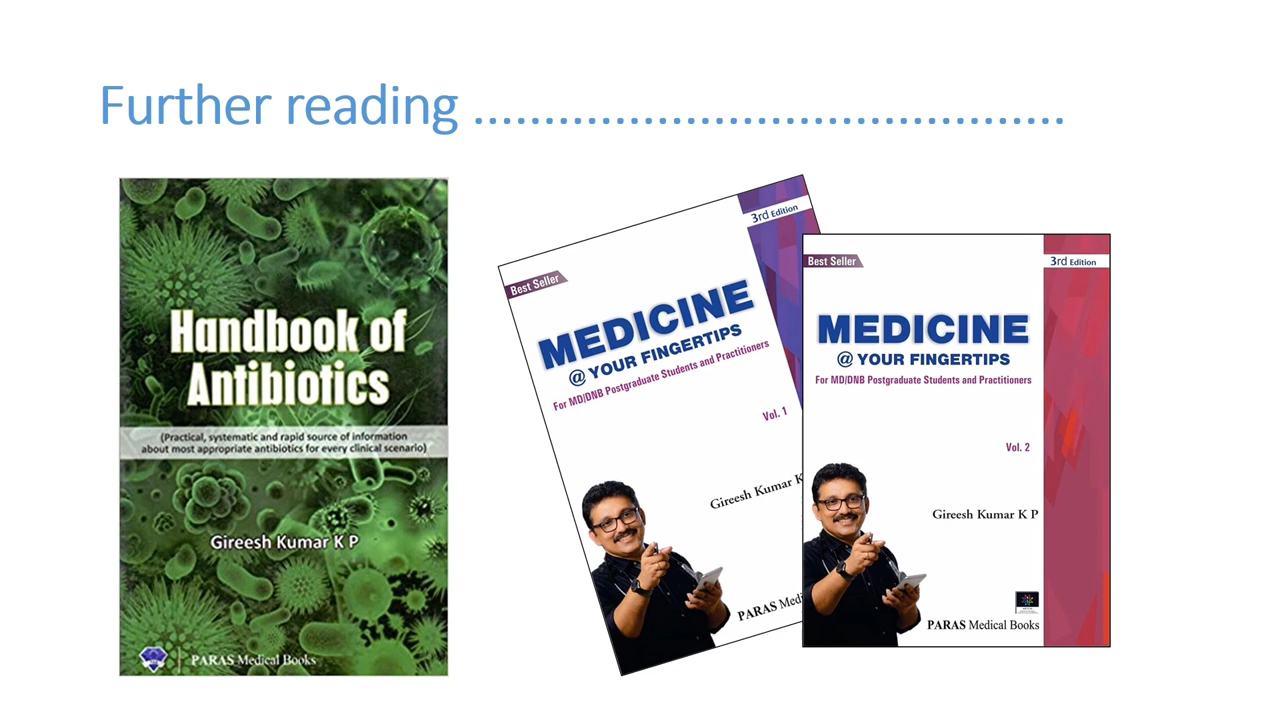 Further reading ..........................................
Handbook of
Antibiotics
(Practical, systematic and rapid source of information
about most appropriate antibiotics for every clinical scenario)
Gireesh Kumar K P
PARAS Medical Books
3rd Edition
Best Seller
MEDICINE
@ YOUR FINGERTIPS
For MD/DNB Postgraduate Students and Practitioners
Vol. 1
Gireesh Kumar K
PARAS Medi
3rd Edition
Best Seller
MEDICINE
@ YOUR FINGERTIPS
For MD/DNB Postgraduate Students and Practitioners
Vol. 2
Gireesh Kumar K P
PARAS Medical Books